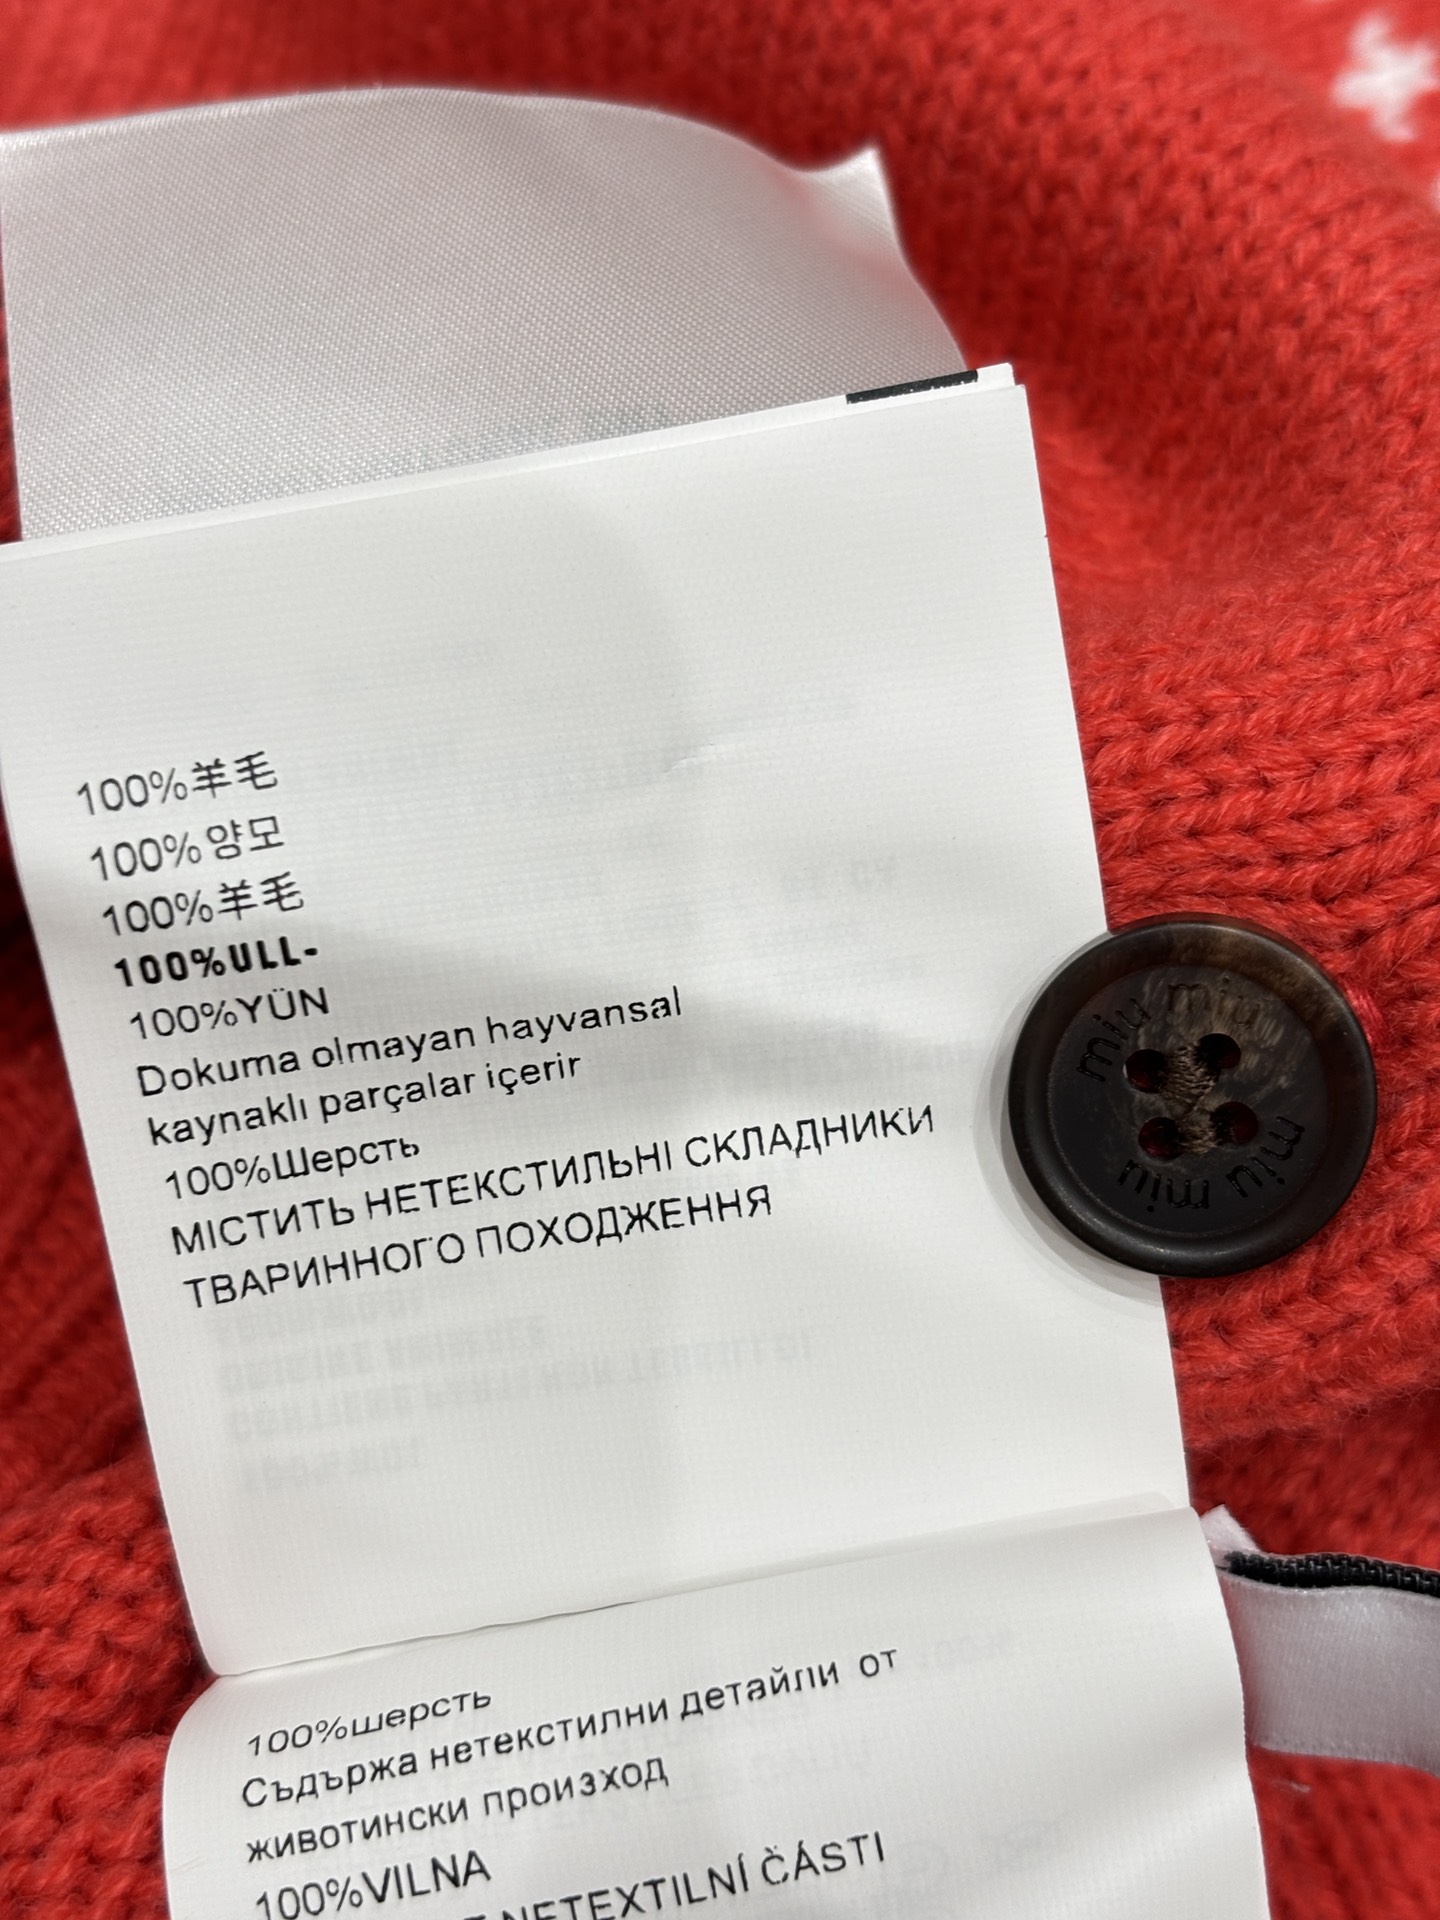 100%羊毛
100%양모
100%羊毛
100%ULL-
100%YÜN
Dokuma olmayan hayvansal
kaynaklı parçalar içerir
100%Шерсть
МІСТИТЬ НЕТЕКСТИЛЬНІ СКЛАДНИКИ
ТВАРИННОГО ПОХОДЖЕННЯ
miu miu
miu miu
100%шерсть
Съдържа нетекстилни детайли от
животински произход
100%VILNA
NETEXTILNÍ ČÁSTI